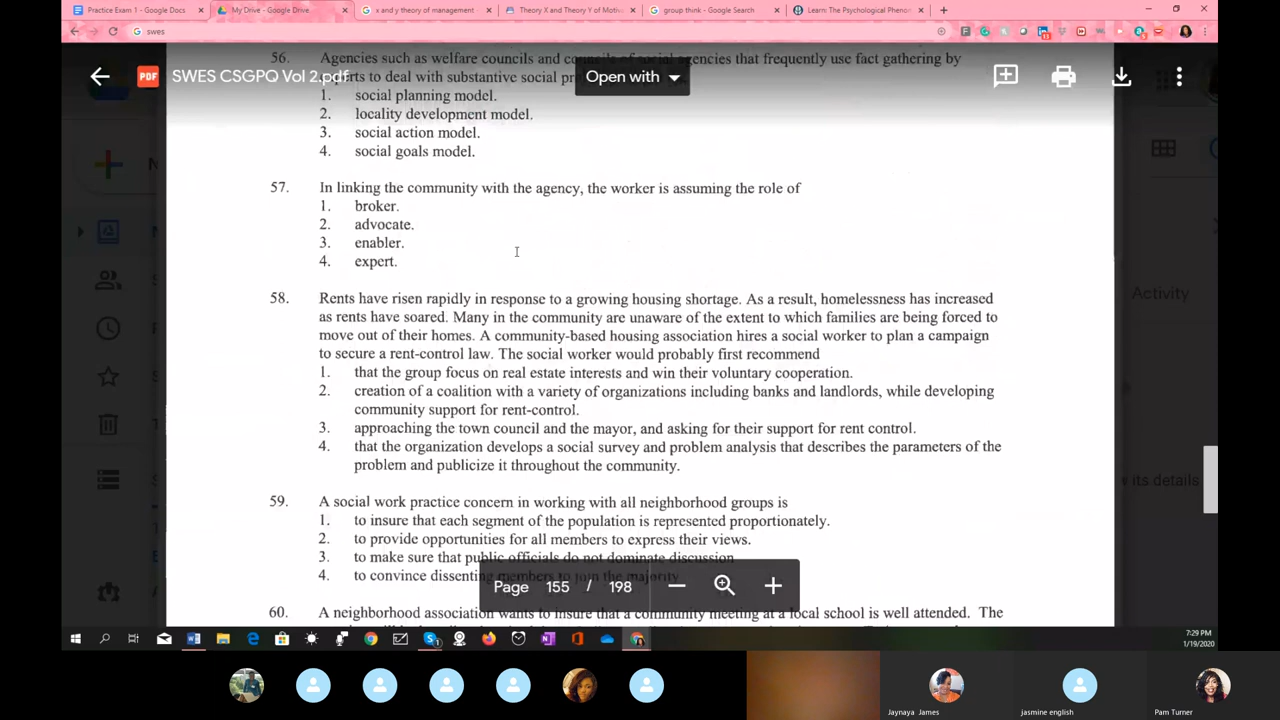 Practice Exam 1 - Google Docs
My Drive - Google Drive
x and y theory of management
Theory X and Theory Y of Motiv
group think - Google Search
Learn: The Psychological Pheno
swes
SWES CSGPQ Vol 2.pdf
Open with
56. Agencies such as welfare councils and of social agencies that frequently use fact gathering by
to deal with substantive social
1. social planning model.
2. locality development model.
3. social action model.
4. social goals model.
57. In linking the community with the agency, the worker is assuming the role of
1. broker.
2. advocate.
3. enabler.
4. expert.
58. Rents have risen rapidly in response to a growing housing shortage. As a result, homelessness has increased
as rents have soared. Many in the community are unaware of the extent to which families are being forced to
move out of their homes. A community-based housing association hires a social worker to plan a campaign
to secure a rent-control law. The social worker would probably first recommend
1. that the group focus on real estate interests and win their voluntary cooperation.
2. creation of a coalition with a variety of organizations including banks and landlords, while developing
community support for rent-control.
3. approaching the town council and the mayor, and asking for their support for rent control.
4. that the organization develops a social survey and problem analysis that describes the parameters of the
problem and publicize it throughout the community.
59. A social work practice concern in working with all neighborhood groups is
1. to insure that each segment of the population is represented proportionately.
2. to provide opportunities for all members to express their views.
3. to make sure that public officials do not dominate discussion
4. to convince dissenting members to join the majority
60. A neighborhood association wants to insure that a community meeting at a local school is well attended. The
Activity
its details
Page 155 / 198
7:29 PM
1/19/2020
Jaynaya James
jasmine english
Pam Turner